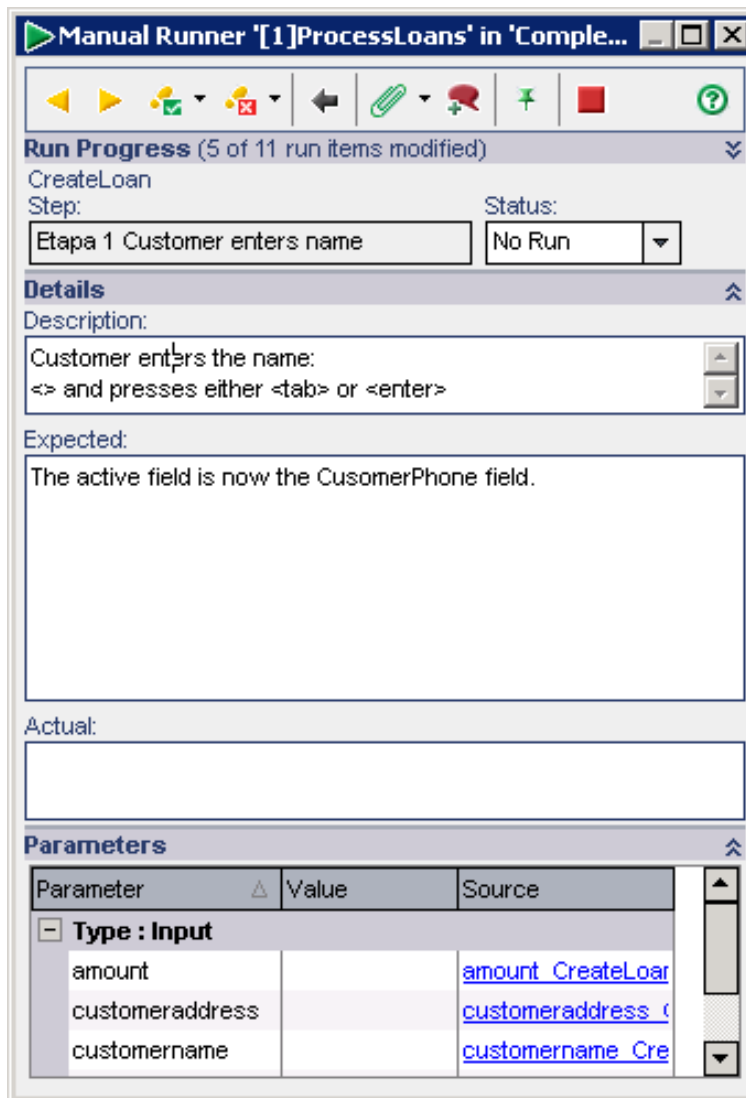 Manual Runner '[1]ProcessLoans' in 'Comple...
Run Progress (5 of 11 run items modified)
CreateLoan
Step:
Status:
Etapa 1 Customer enters name
No Run
Details
Description:
Customer enters the name:
<> and presses either <tab> or <enter>
Expected:
The active field is now the CusomerPhone field.
Actual:
Parameters
Parameter Value Source
Type : Input
amount amount_CreateLoan
customeraddress customeraddress_
customername customername_Cre